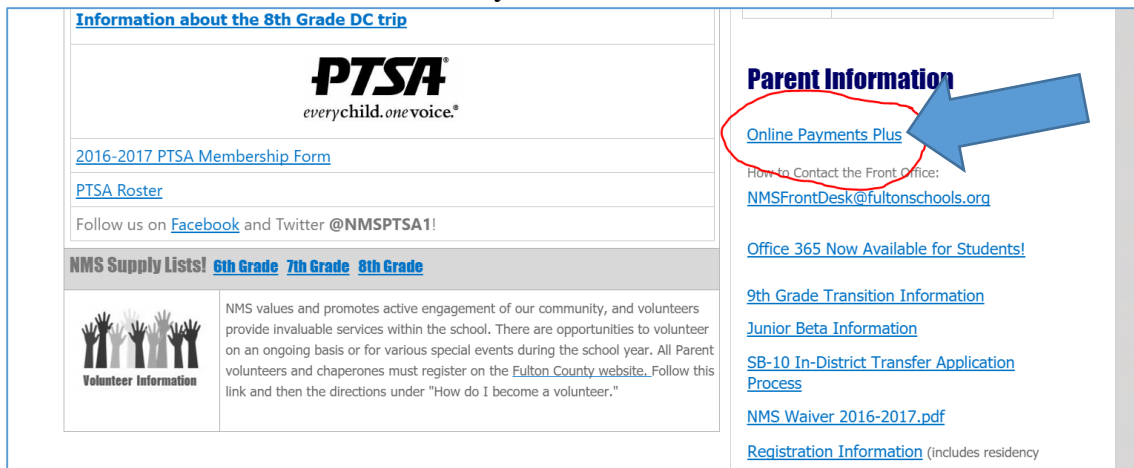 Information about the 8th Grade DC trip
PTSA®
everychild.onevoice.®
2016-2017 PTSA Membership Form
PTSA Roster
Follow us on Facebook and Twitter @NMSPTSA1!
NMS Supply Lists! 6th Grade 7th Grade 8th Grade
Volunteer Information
NMS values and promotes active engagement of our community, and volunteers
provide invaluable services within the school. There are opportunities to volunteer
on an ongoing basis or for various special events during the school year. All Parent
volunteers and chaperones must register on the Fulton County website. Follow this
link and then the directions under "How do I become a volunteer."
Parent Information
Online Payments Plus
How to Contact the Front Office:
NMSFrontDesk@fultonschools.org
Office 365 Now Available for Students!
9th Grade Transition Information
Junior Beta Information
SB-10 In-District Transfer Application
Process
NMS Waiver 2016-2017.pdf
Registration Information (includes residency